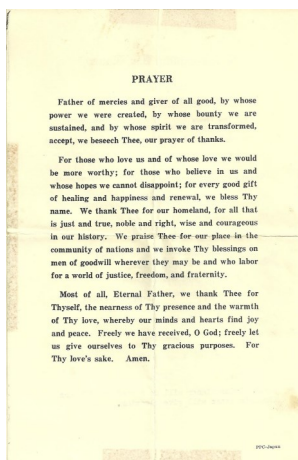 PRAYER
Father of mercies and giver of all good, by whose
power we were created, by whose bounty we are
sustained, and by whose spirit we are transformed,
accept, we beseech Thee, our prayer of thanks.
For those who love us and of whose love we would
be more worthy; for those who believe in us and
whose hopes we cannot disappoint; for every good gift
of healing and happiness and renewal, we bless Thy
name. We thank Thee for our homeland, for all that
is just and true, noble and right, wise and courageous
in our history. We praise Thee for our place in the
community of nations and we invoke Thy blessings on
men of goodwill wherever they may be and who labor
for a world of justice, freedom, and fraternity.
Most of all, Eternal Father, we thank Thee for
Thyself, the nearness of Thy presence and the warmth
of Thy love, whereby our minds and hearts find joy
and peace. Freely we have received, O God; freely let
us give ourselves to Thy gracious purposes. For
Thy love's sake. Amen.
PPC-Japan